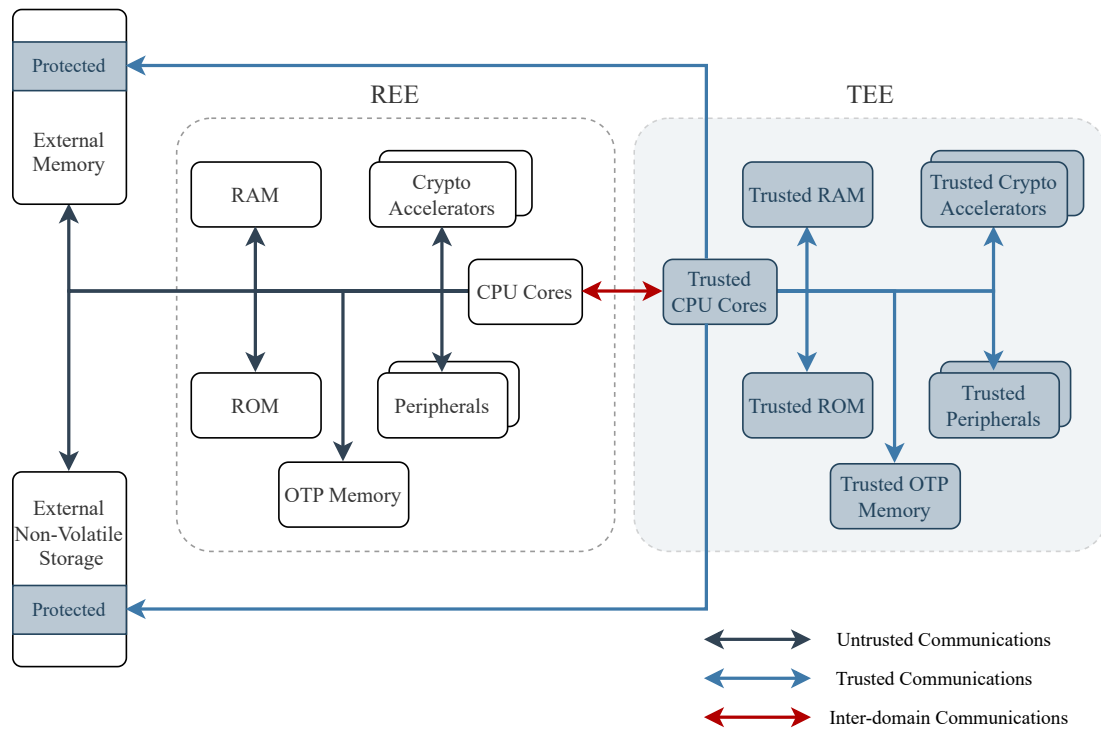 Protected
External
Memory
REE
RAM
Crypto
Accelerators
CPU Cores
ROM
Peripherals
OTP Memory
TEE
Trusted RAM
Trusted Crypto
Accelerators
Trusted
CPU Cores
Trusted ROM
Trusted
Peripherals
Trusted OTP
Memory
External
Non-Volatile
Storage
Protected
Untrusted Communications
Trusted Communications
Inter-domain Communications